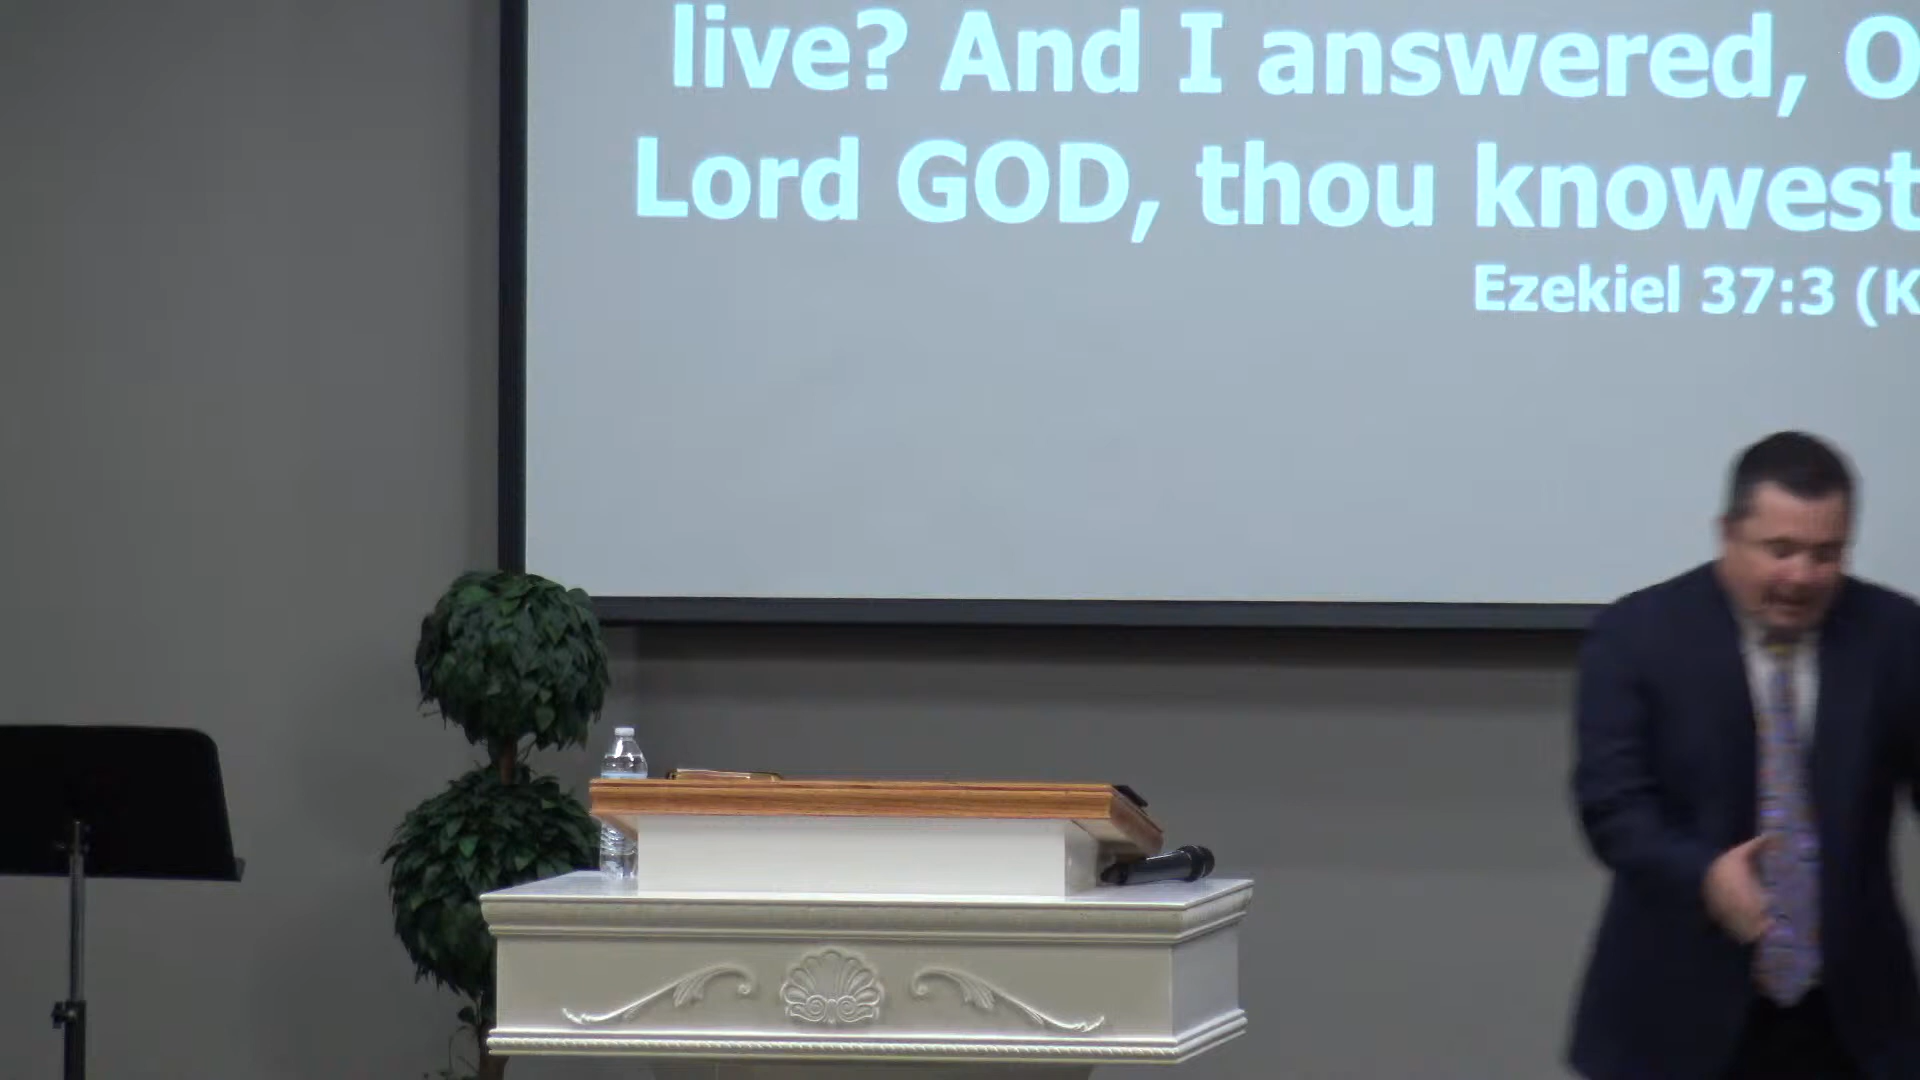 live? And I answered, O
Lord GOD, thou knowest
Ezekiel 37:3 (K